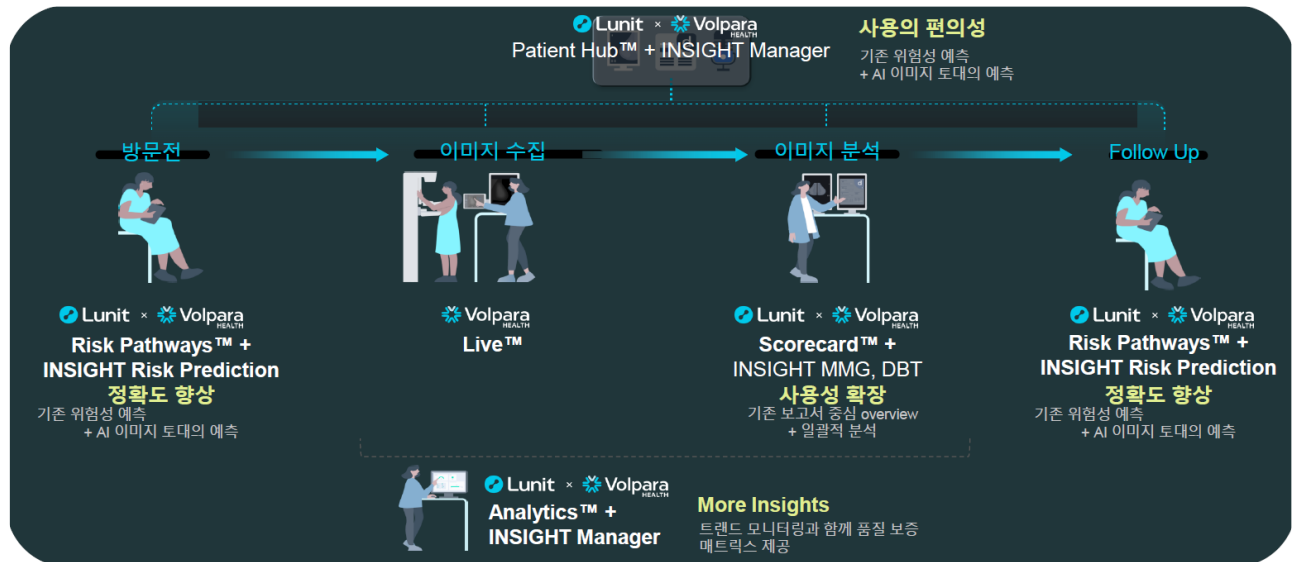 Lunit × Volpara HEALTH
Patient Hub™ + INSIGHT Manager
사용의 편의성
기존 위험성 예측
+ AI 이미지 토대의 예측
방문전
이미지 수집
이미지 분석
Follow Up
Lunit × Volpara HEALTH
Risk Pathways™ +
INSIGHT Risk Prediction
정확도 향상
기존 위험성 예측
+ AI 이미지 토대의 예측
Volpara HEALTH
Live™
Lunit × Volpara HEALTH
Scorecard™ +
INSIGHT MMG, DBT
사용성 확장
기존 보고서 중심 overview
+ 일괄적 분석
Lunit × Volpara HEALTH
Risk Pathways™ +
INSIGHT Risk Prediction
정확도 향상
기존 위험성 예측
+ AI 이미지 토대의 예측
Lunit × Volpara HEALTH
Analytics™ +
INSIGHT Manager
More Insights
트랜드 모니터링과 함께 품질 보증
매트릭스 제공